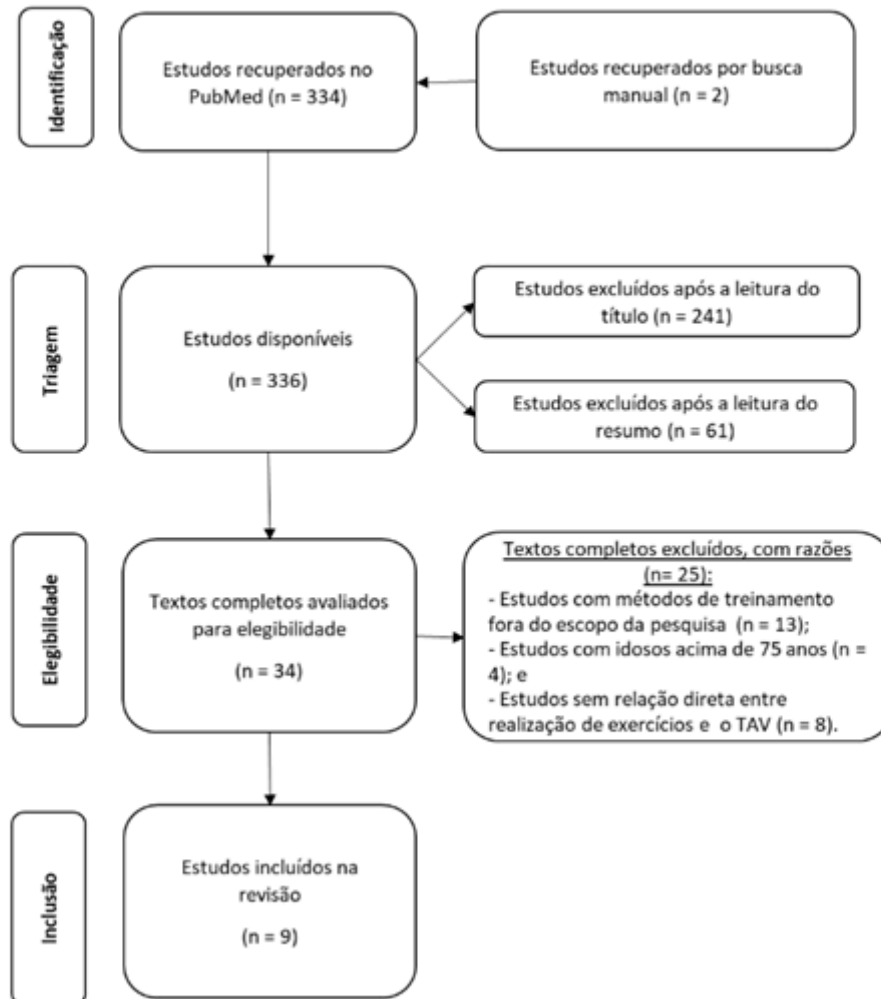 Identificação
Estudos recuperados no
PubMed (n = 334)
Estudos recuperados por busca
manual (n = 2)
Triagem
Estudos disponíveis
(n = 336)
Estudos excluídos após a leitura do
título (n = 241)
Estudos excluídos após a leitura do
resumo (n = 61)
Elegibilidade
Textos completos avaliados
para elegibilidade
(n = 34)
Textos completos excluídos, com razões
(n= 25):
- Estudos com métodos de treinamento
fora do escopo da pesquisa (n = 13);
- Estudos com idosos acima de 75 anos (n =
4); e
- Estudos sem relação direta entre
realização de exercícios e o TAV (n = 8).
Inclusão
Estudos incluídos na
revisão
(n = 9)